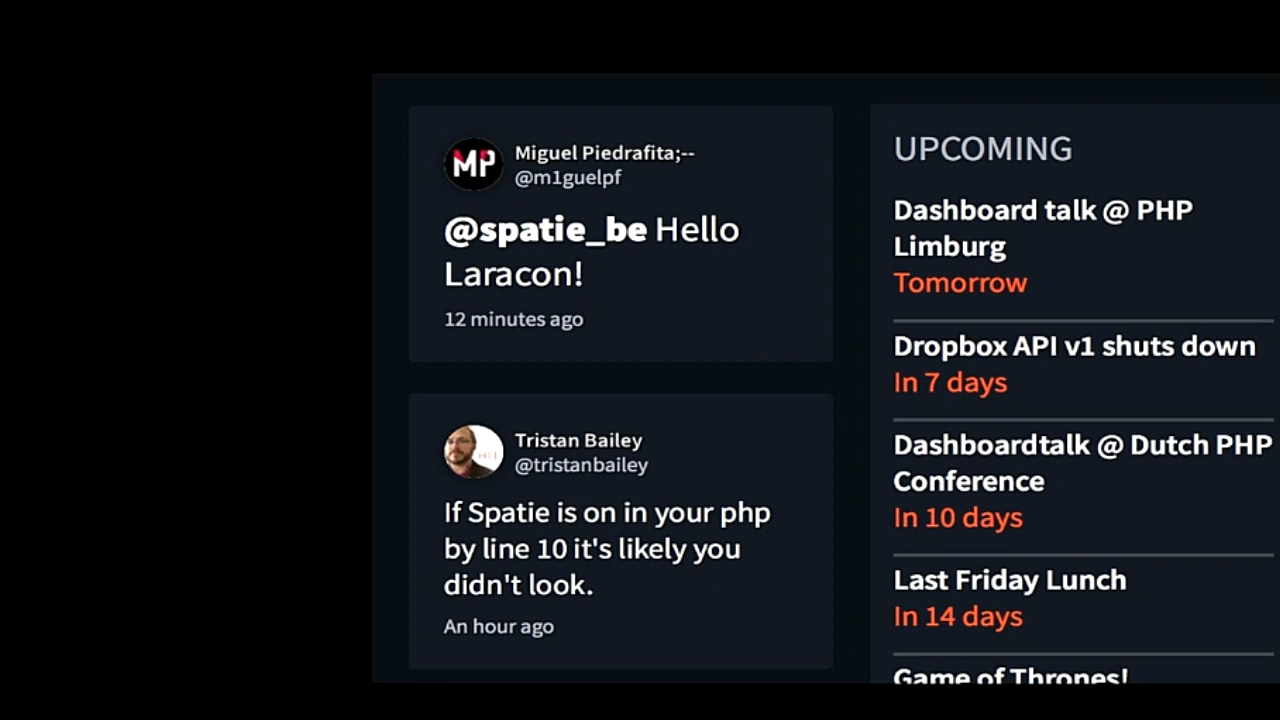 MP
Miguel Piedrafita;--
@m1guelpf
@spatie_be Hello
Laracon!
12 minutes ago
Tristan Bailey
@tristanbailey
If Spatie is on in your php
by line 10 it's likely you
didn't look.
An hour ago
UPCOMING
Dashboard talk @ PHP
Limburg
Tomorrow
Dropbox API v1 shuts down
In 7 days
Dashboardtalk @ Dutch PHP
Conference
In 10 days
Last Friday Lunch
In 14 days
Game of Thrones!